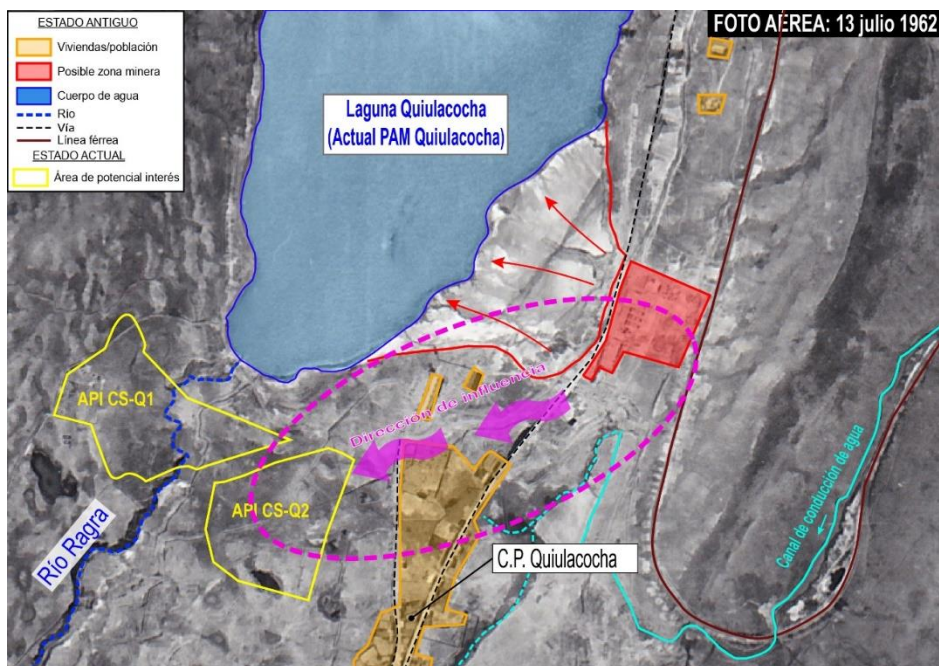 ESTADO ANTIGUO
Viviendas/población
Posible zona minera
Cuerpo de agua
Río
Vía
Línea férrea
ESTADO ACTUAL
Área de potencial interés
FOTO AÉREA: 13 julio 1962
Laguna Quiulacocha
(Actual PAM Quiulacocha)
Dirección de influencia
API CS-Q1
API CS-Q2
Río Ragra
C.P. Quiulacocha
Canal de conducción de agua